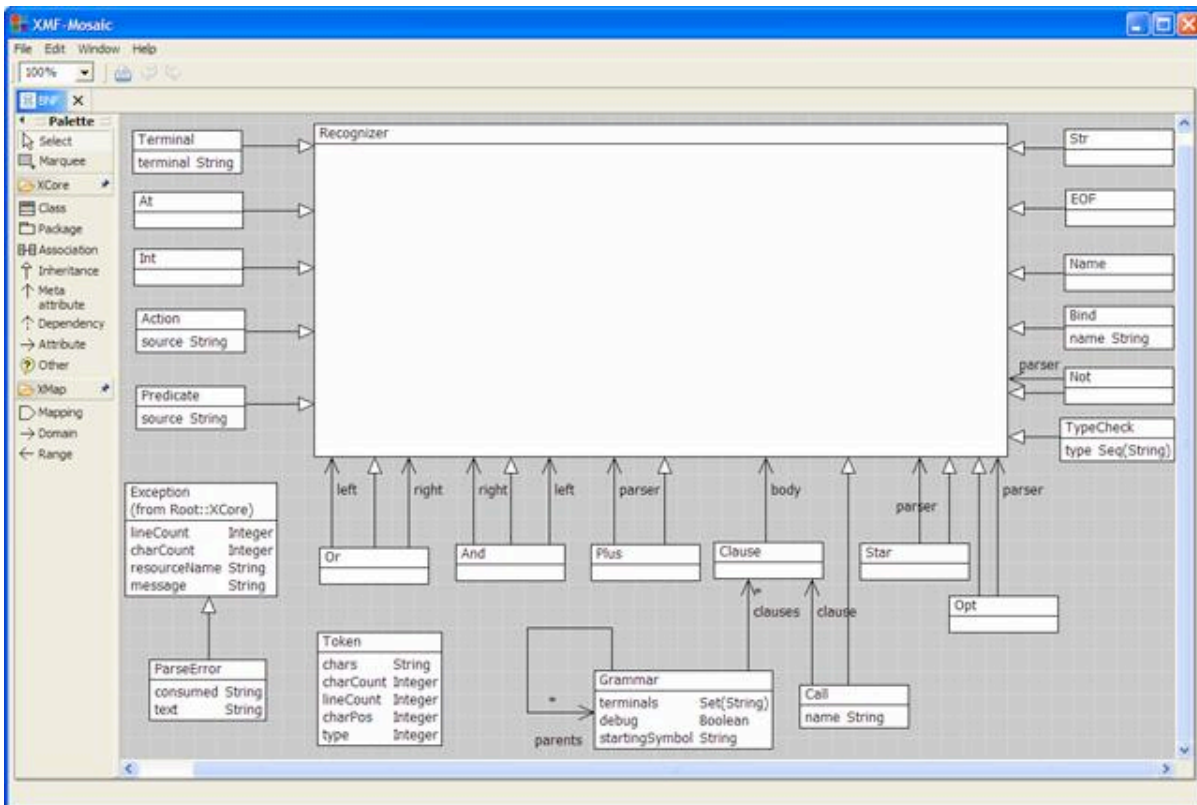 XMF-Mosaic
File Edit Window Help
100%
BNF
Palette
Select
Marquee
XCore
Class
Package
Association
Inheritance
Meta
attribute
Dependency
Attribute
Other
XMap
Mapping
Domain
Range
Terminal
terminal String
At
Int
Action
source String
Predicate
source String
Recognizer
Str
EOF
Name
Bind
name String
parser
Not
TypeCheck
type Seq(String)
left
right
right
left
parser
body
parser
parser
Exception
(from Root::XCore)
lineCount Integer
charCount Integer
resourceName String
message String
Or
And
Plus
Clause
Star
Opt
*
clauses
clause
ParseError
consumed String
text String
Token
chars String
charCount Integer
lineCount Integer
charPos Integer
type Integer
*
parents
Grammar
terminals Set(String)
debug Boolean
startingSymbol String
Call
name String